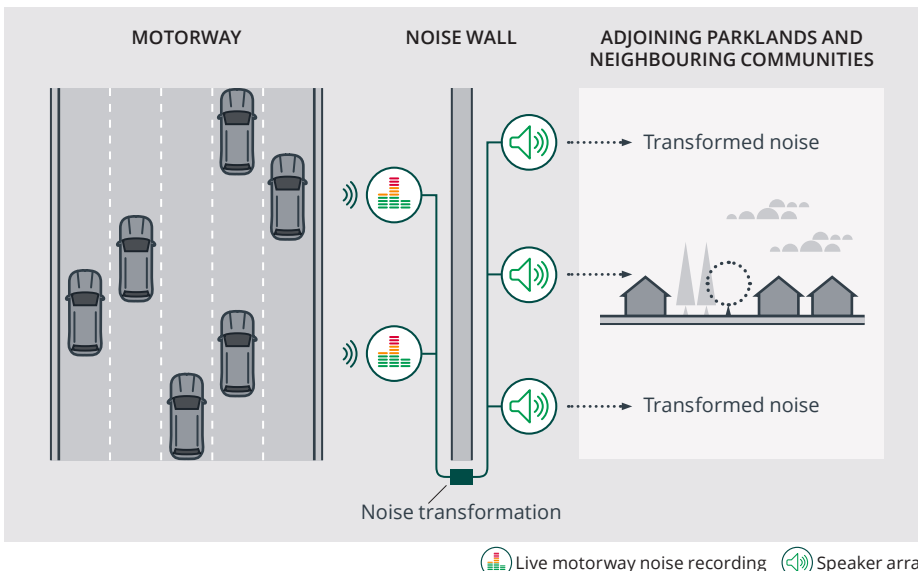 MOTORWAY
NOISE WALL
ADJOINING PARKLANDS AND
NEIGHBOURING COMMUNITIES
Transformed noise
Transformed noise
Noise transformation
Live motorway noise recording
Speaker arra